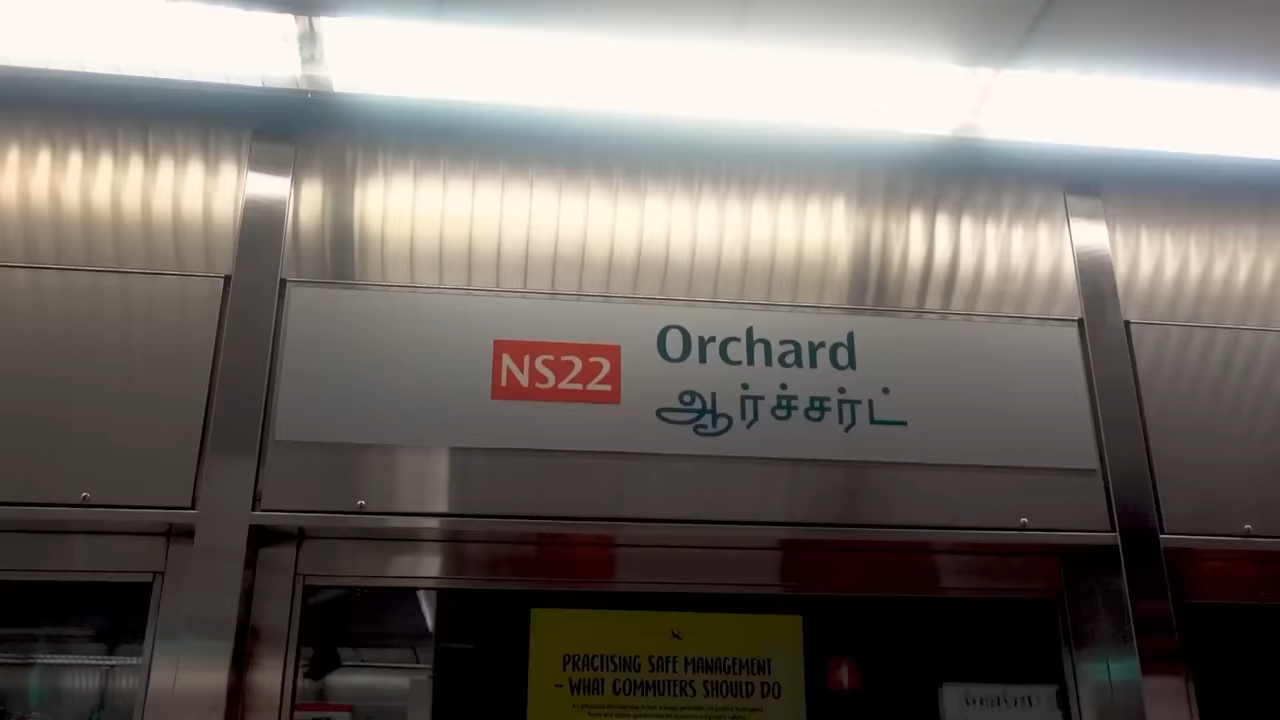 NS22
Orchard
ஆர்ச்சர்ட்
PRACTISING SAFE MANAGEMENT
- WHAT COMMUTERS SHOULD DO